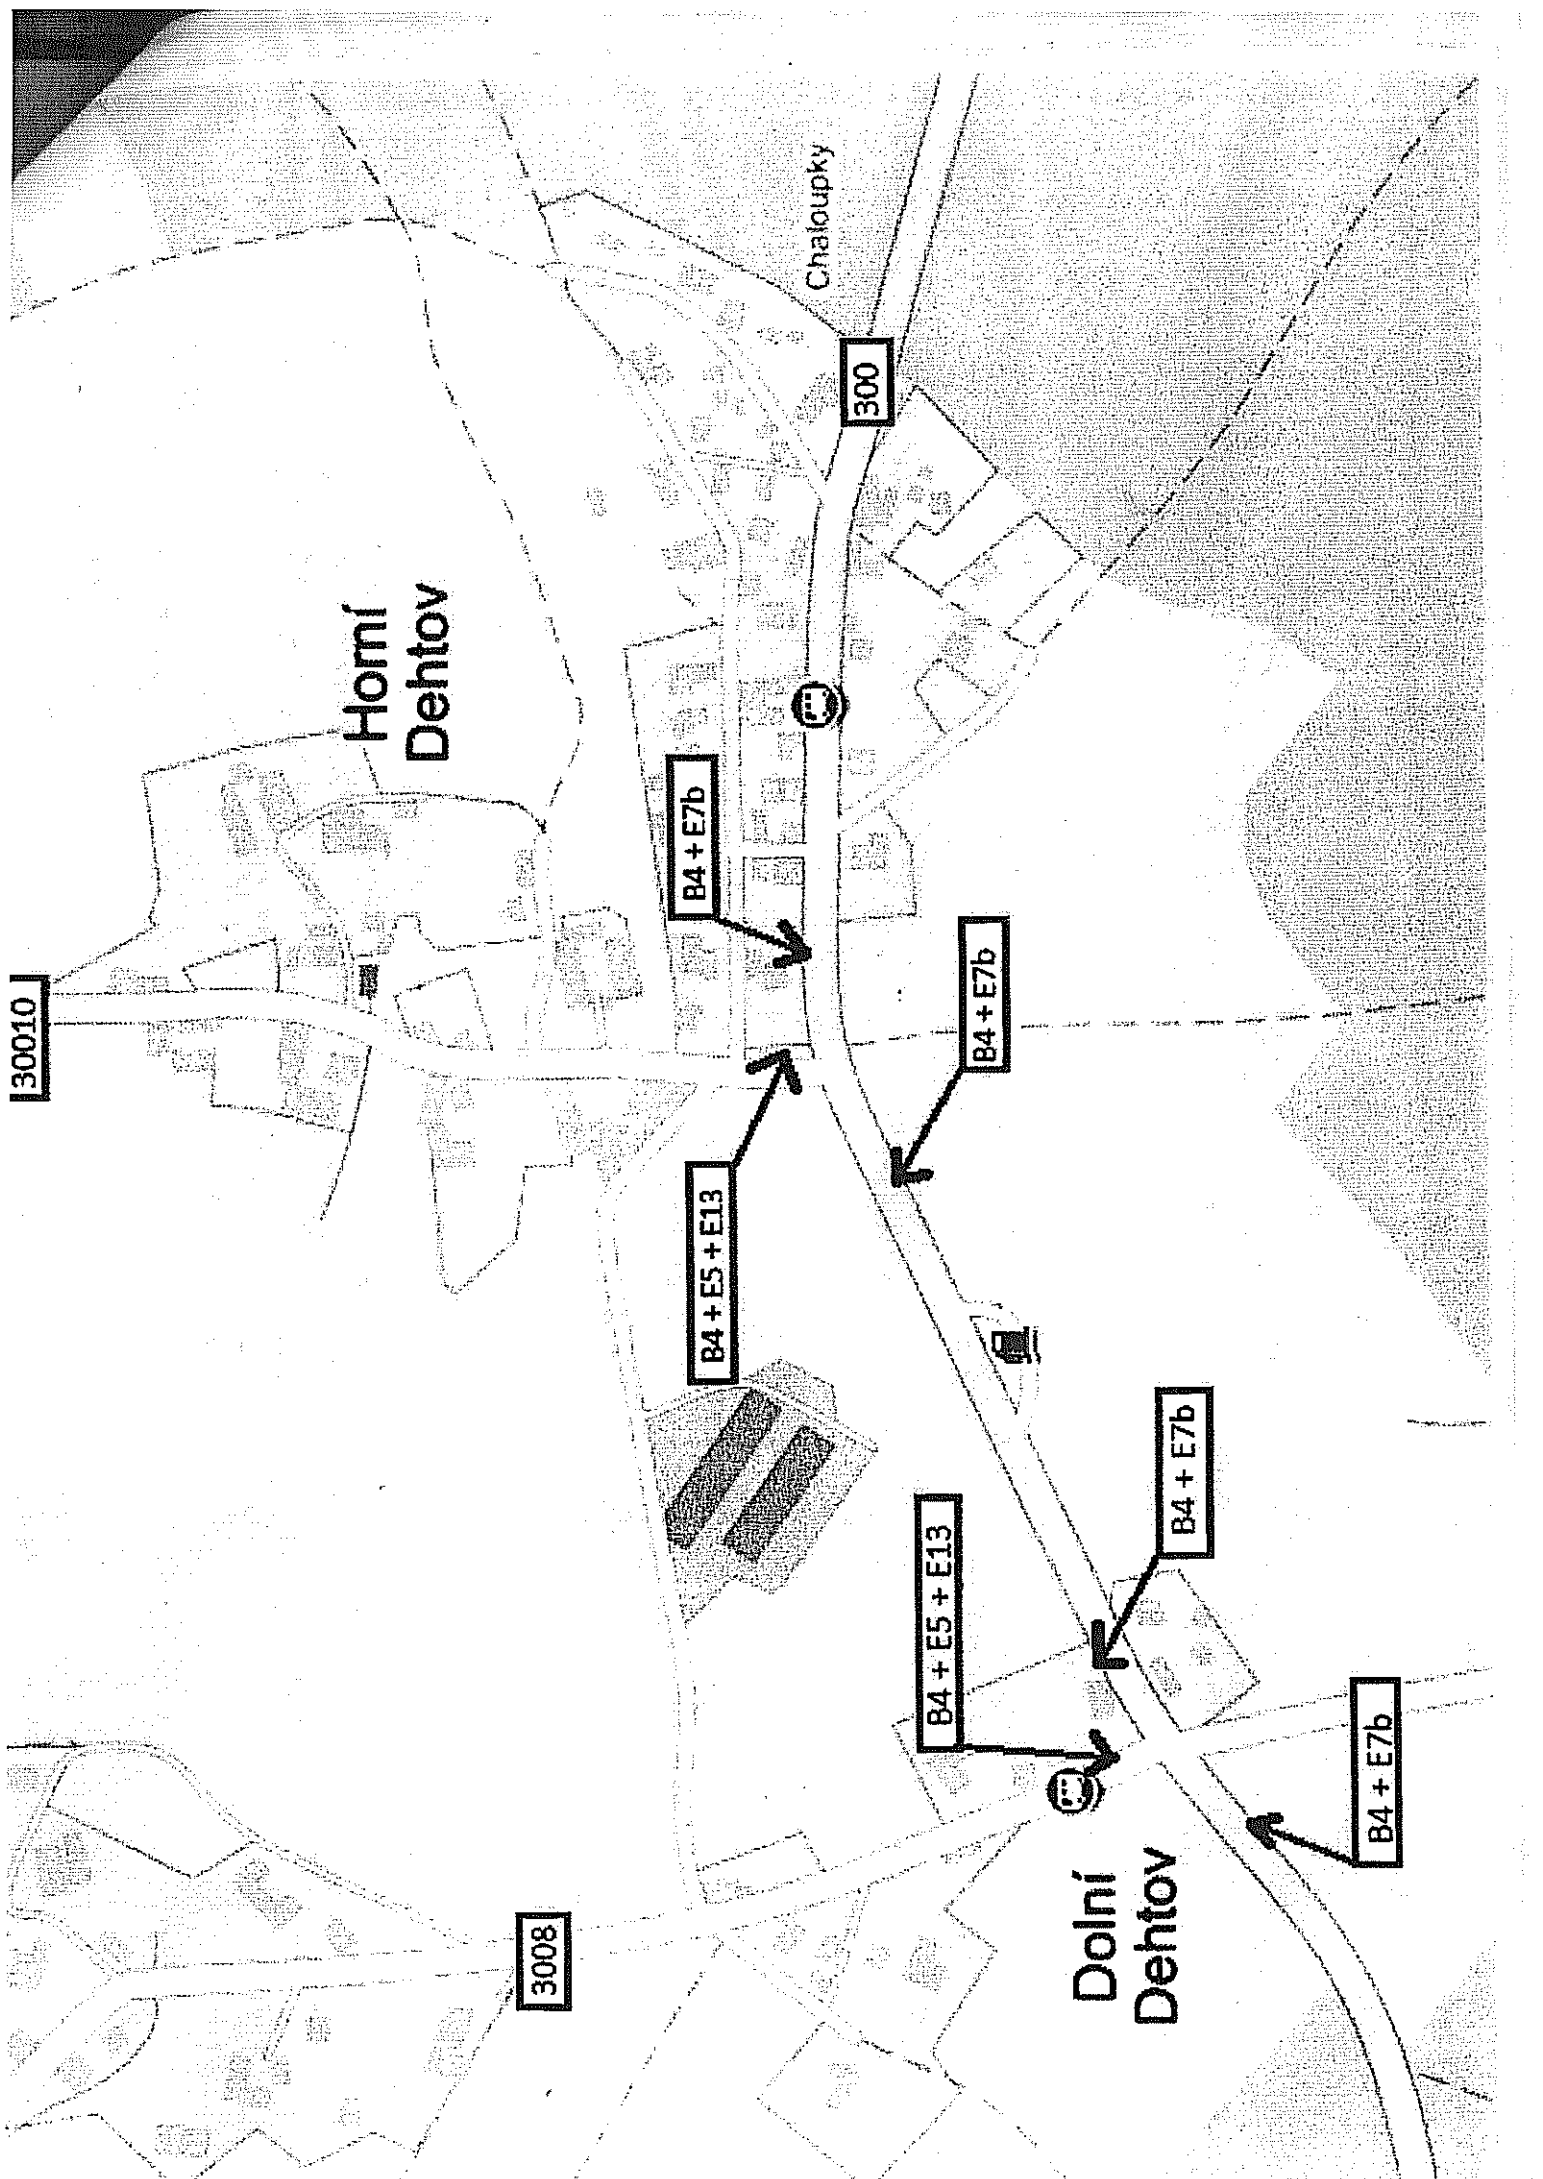 30010
Horní
Dehtov
3008
B4 + E7b
B4 + E5 + E13
Chaloupky
300
B4 + E5 + E13
B4 + E7b
Dolní
Dehtov
B4 + E7b
B4 + E7b